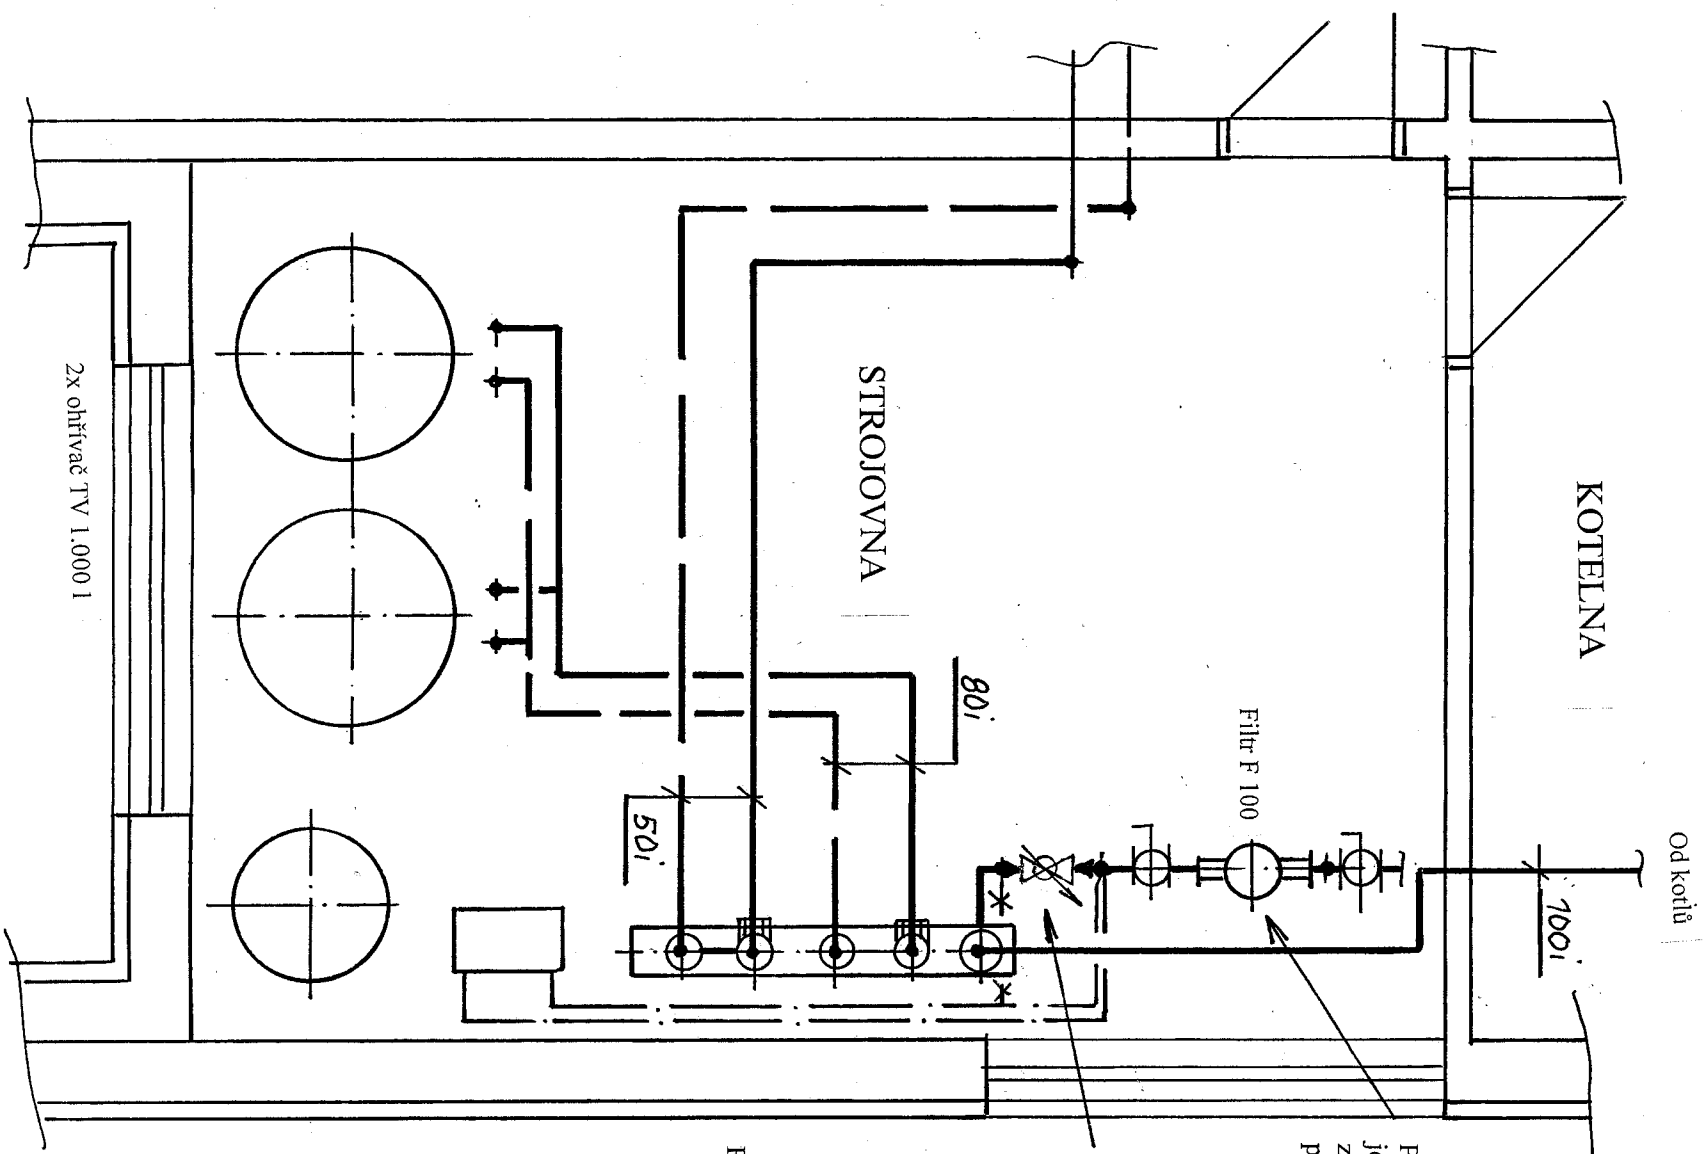 Od kotlů
100i
KOTELNA
Filtr F 100
80i
STROJOVNA
50i
2x ohřívač TV 1.000 l